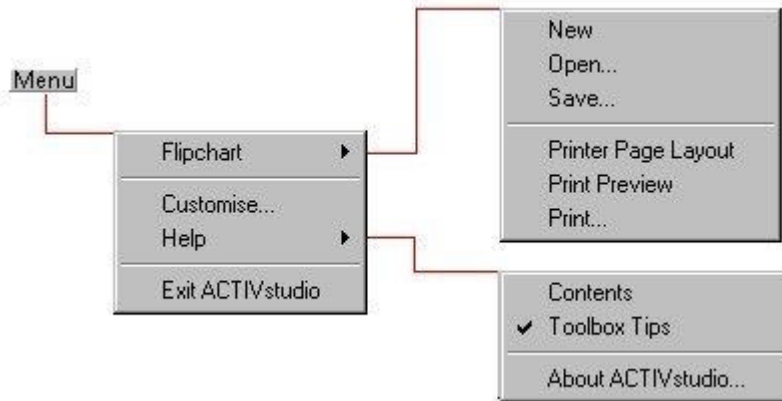 Menu
Flipchart
Customise...
Help
Exit ACTIVstudio
New
Open...
Save...
Printer Page Layout
Print Preview
Print...
Contents
Toolbox Tips
About ACTIVstudio...